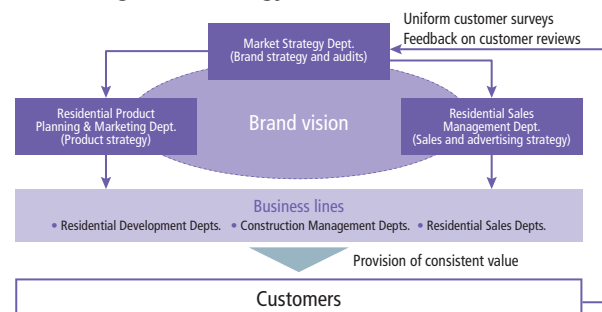 Uniform customer surveys
Feedback on customer reviews
Market Strategy Dept.
(Brand strategy and audits)
Residential Product
Planning & Marketing Dept.
(Product strategy)
Brand vision
Residential Sales
Management Dept.
(Sales and advertising strategy)
Business lines
• Residential Development Depts. • Construction Management Depts. • Residential Sales Depts.
Provision of consistent value
Customers